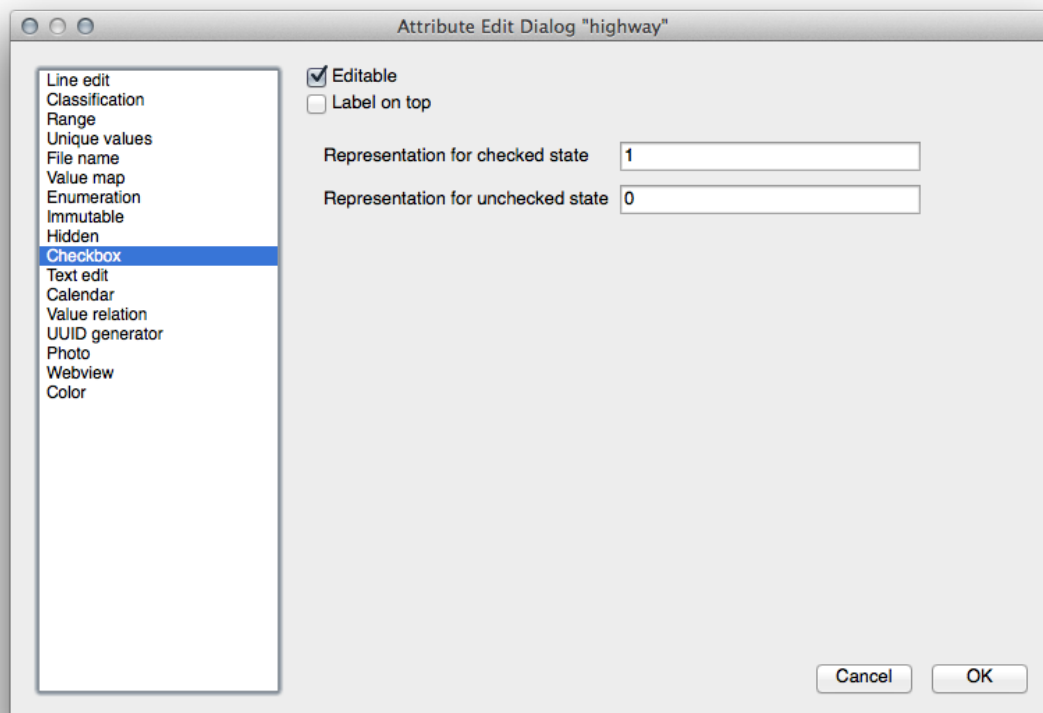 Attribute Edit Dialog "highway"
Line edit
Classification
Range
Unique values
File name
Value map
Enumeration
Immutable
Hidden
Checkbox
Text edit
Calendar
Value relation
UUID generator
Photo
Webview
Color
Editable
Label on top
Representation for checked state 1
Representation for unchecked state 0
Cancel OK